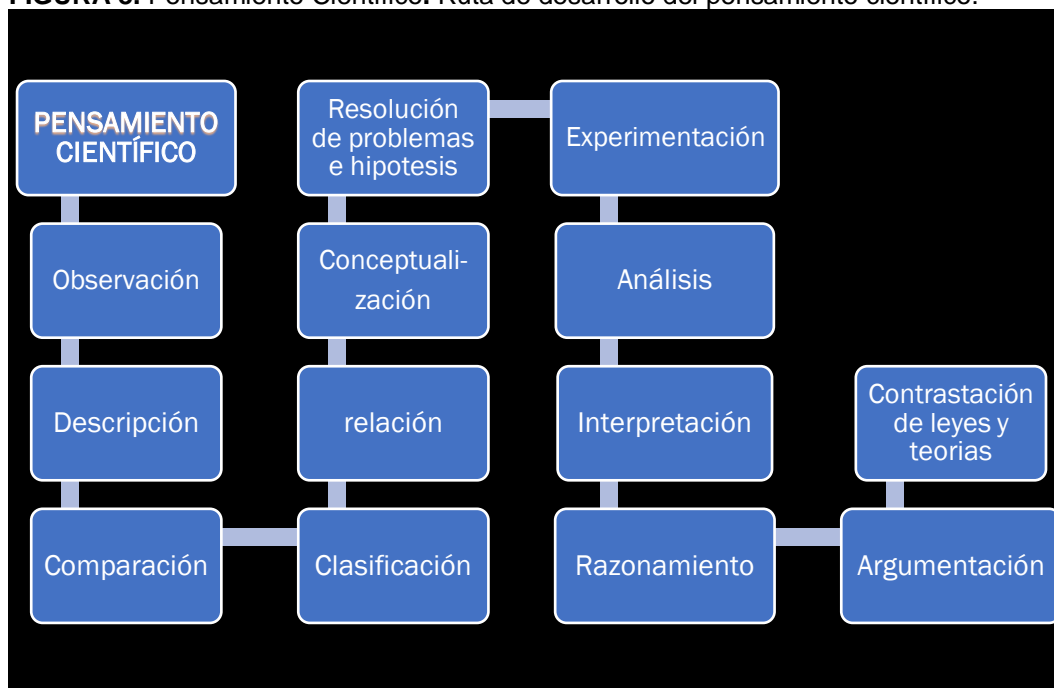 FIGURA 6. Pensamiento Científico. Ruta de desarrollo del pensamiento científico.
PENSAMIENTO
CIENTÍFICO
Observación
Descripción
Comparación
Clasificación
relación
Conceptuali-
zación
Resolución
de problemas
e hipotesis
Experimentación
Análisis
Interpretación
Razonamiento
Argumentación
Contrastación
de leyes y
teorias